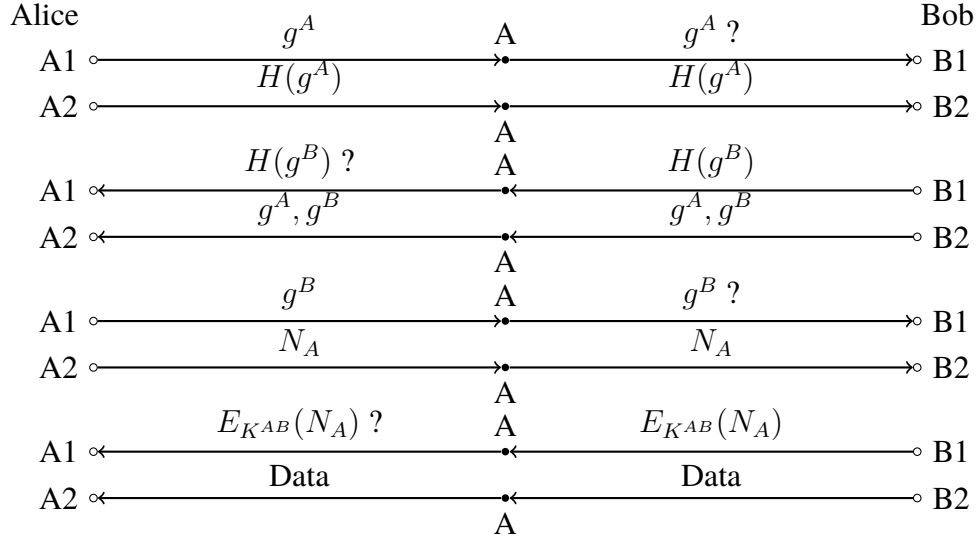 Alice Bob
g^A A g^A ?
A1 B1
H(g^A) H(g^A)
A2 B2
A
A
H(g^B) ? H(g^B)
A1 B1
g^A, g^B g^A, g^B
A2 B2
A
A
g^B g^B ?
A1 B1
N_A N_A
A2 B2
A
A
E_{K^{AB}}(N_A) ? E_{K^{AB}}(N_A)
A1 B1
Data Data
A2 B2
A